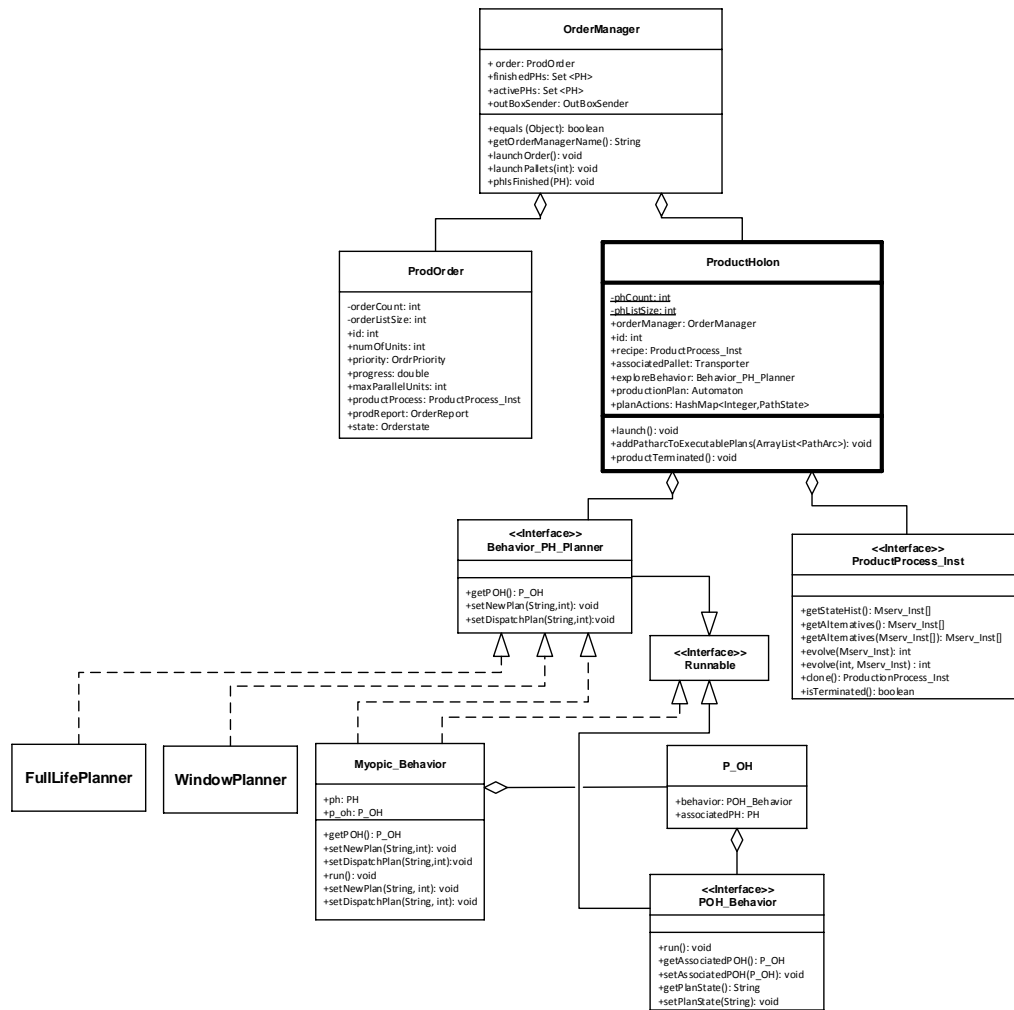 OrderManager
+ order: ProdOrder
+finishedPHs: Set <PH>
+activePHs: Set <PH>
+outBoxSender: OutBoxSender
+equals (Object): boolean
+getOrderManagerName(): String
+launchOrder(): void
+launchPallets(int): void
+phIsFinished(PH): void
ProdOrder
-orderCount: int
-orderListSize: int
+id: int
+numOfUnits: int
+priority: OrdrPriority
+progress: double
+maxParallelUnits: int
+productProcess: ProductProcess_Inst
+prodReport: OrderReport
+state: Orderstate
ProductHolon
-phCount: int
-phListSize: int
+orderManager: OrderManager
+id: int
+recipe: ProductProcess_Inst
+associatedPallet: Transporter
+exploreBehavior: Behavior_PH_Planner
+productionPlan: Automaton
+planActions: HashMap<Integer,PathState>
+launch(): void
+addPatharcToExecutablePlans(ArrayList<PathArc>): void
+productTerminated(): void
<<Interface>>
Behavior_PH_Planner
+getPOH(): P_OH
+setNewPlan(String,int): void
+setDispatchPlan(String,int):void
<<Interface>>
ProductProcess_Inst
+getStateHist(): Mserv_Inst[]
+getAlternatives(): Mserv_Inst[]
+getAlternatives(Mserv_Inst[]): Mserv_Inst[]
+evolve(Mserv_Inst): int
+evolve(int, Mserv_Inst) : int
+clone(): ProductionProcess_Inst
+isTerminated(): boolean
<<Interface>>
Runnable
FullLifePlanner
WindowPlanner
Myopic_Behavior
+ph: PH
+p_oh: P_OH
+getPOH(): P_OH
+setNewPlan(String,int): void
+setDispatchPlan(String,int):void
+run(): void
+setNewPlan(String, int): void
+setDispatchPlan(String, int): void
P_OH
+behavior: POH_Behavior
+associatedPH: PH
<<Interface>>
POH_Behavior
+run(): void
+getAssociatedPOH(): P_OH
+setAssociatedPOH(P_OH): void
+getPlanState(): String
+setPlanState(String): void